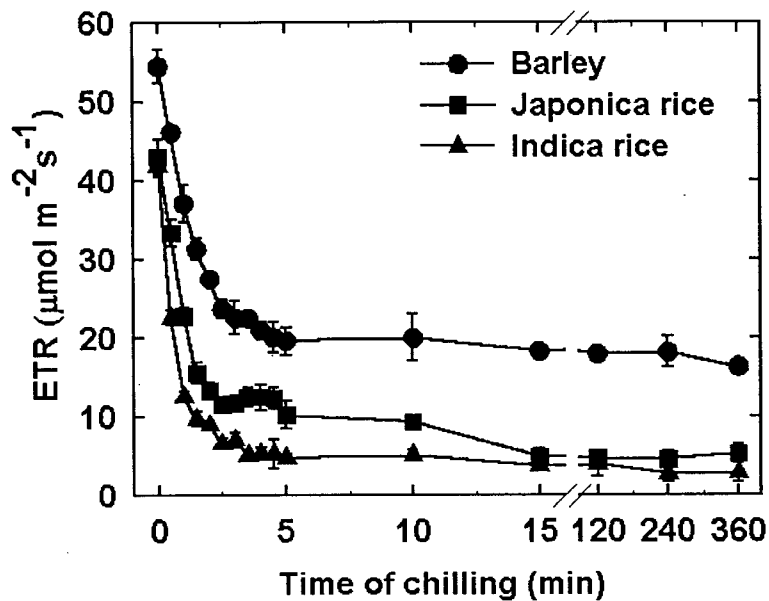 60
50
40
30
20
10
0
ETR (μmol m⁻²s⁻¹)
Barley
Japonica rice
Indica rice
0 5 10 15 120 240 360
Time of chilling (min)